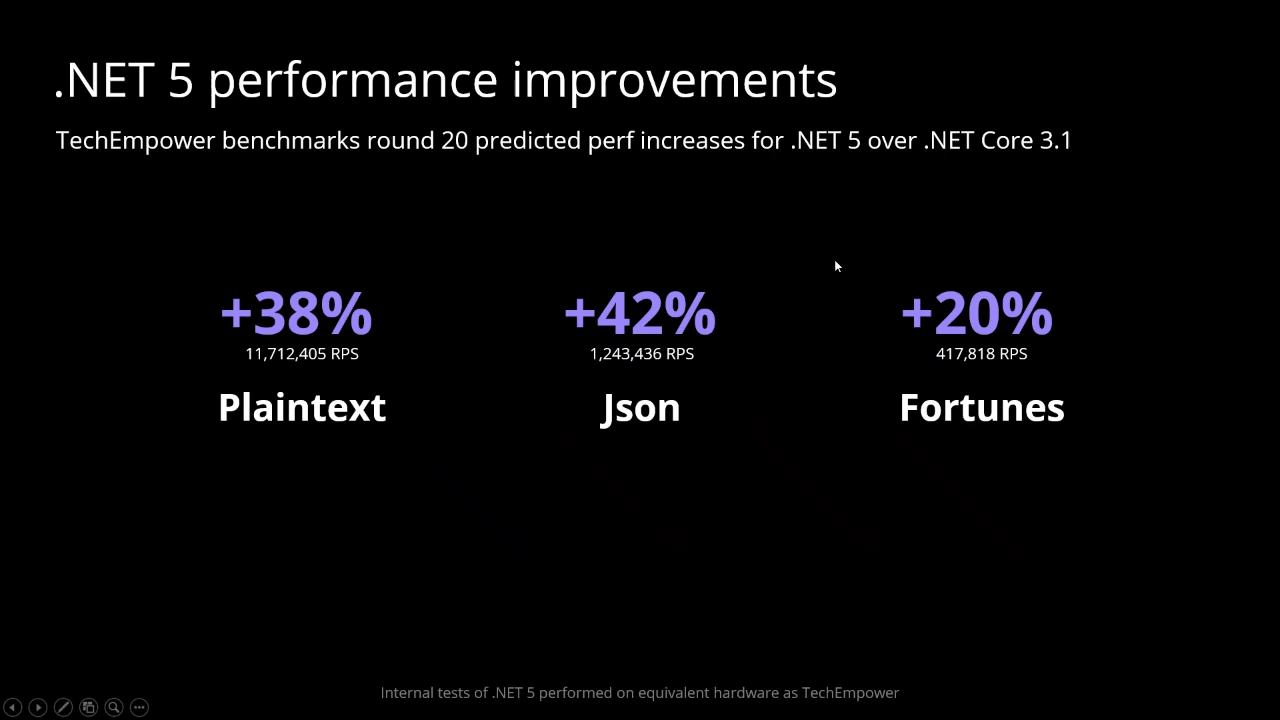 .NET 5 performance improvements
TechEmpower benchmarks round 20 predicted perf increases for .NET 5 over .NET Core 3.1
+38%
11,712,405 RPS
Plaintext
+42%
1,243,436 RPS
Json
+20%
417,818 RPS
Fortunes
Internal tests of .NET 5 performed on equivalent hardware as TechEmpower